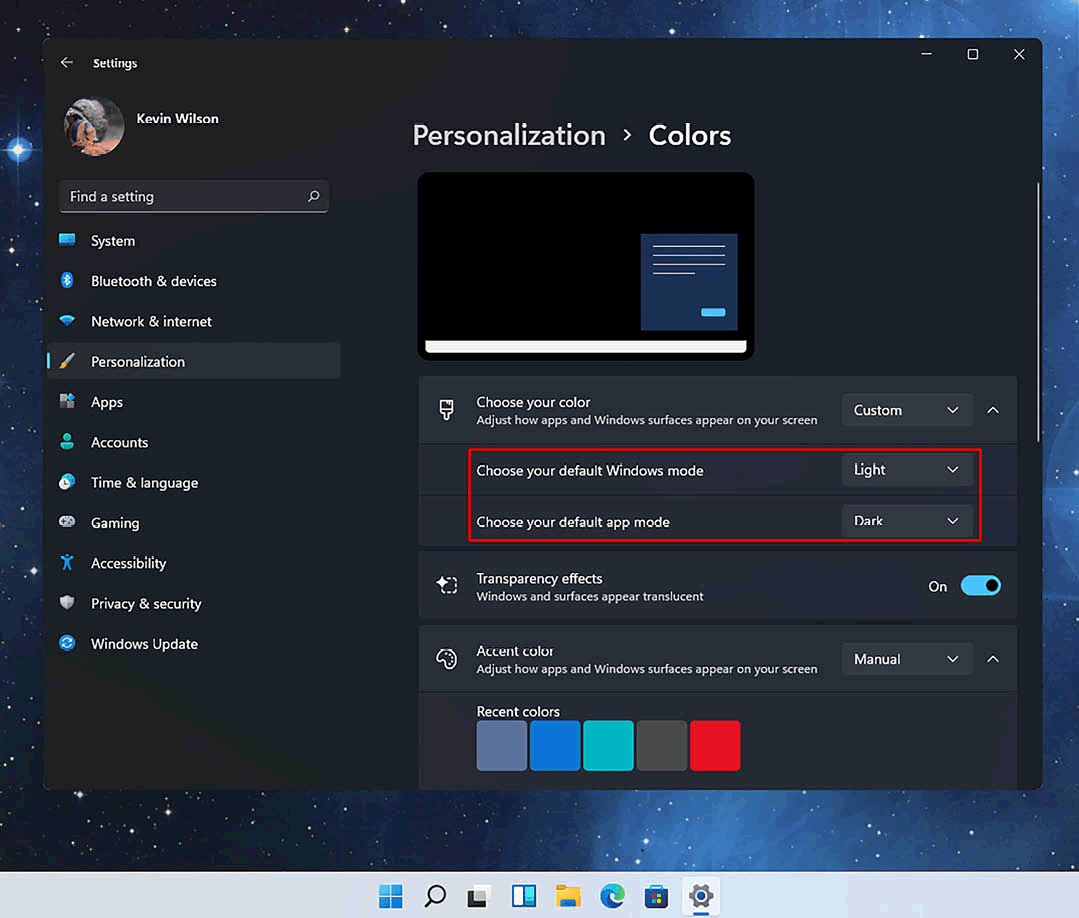 Settings
Kevin Wilson
Find a setting
System
Bluetooth & devices
Network & internet
Personalization
Apps
Accounts
Time & language
Gaming
Accessibility
Privacy & security
Windows Update
Personalization > Colors
Choose your color
Adjust how apps and Windows surfaces appear on your screen
Custom
Choose your default Windows mode
Light
Choose your default app mode
Dark
Transparency effects
Windows and surfaces appear translucent
On
Accent color
Adjust how apps and Windows surfaces appear on your screen
Manual
Recent colors